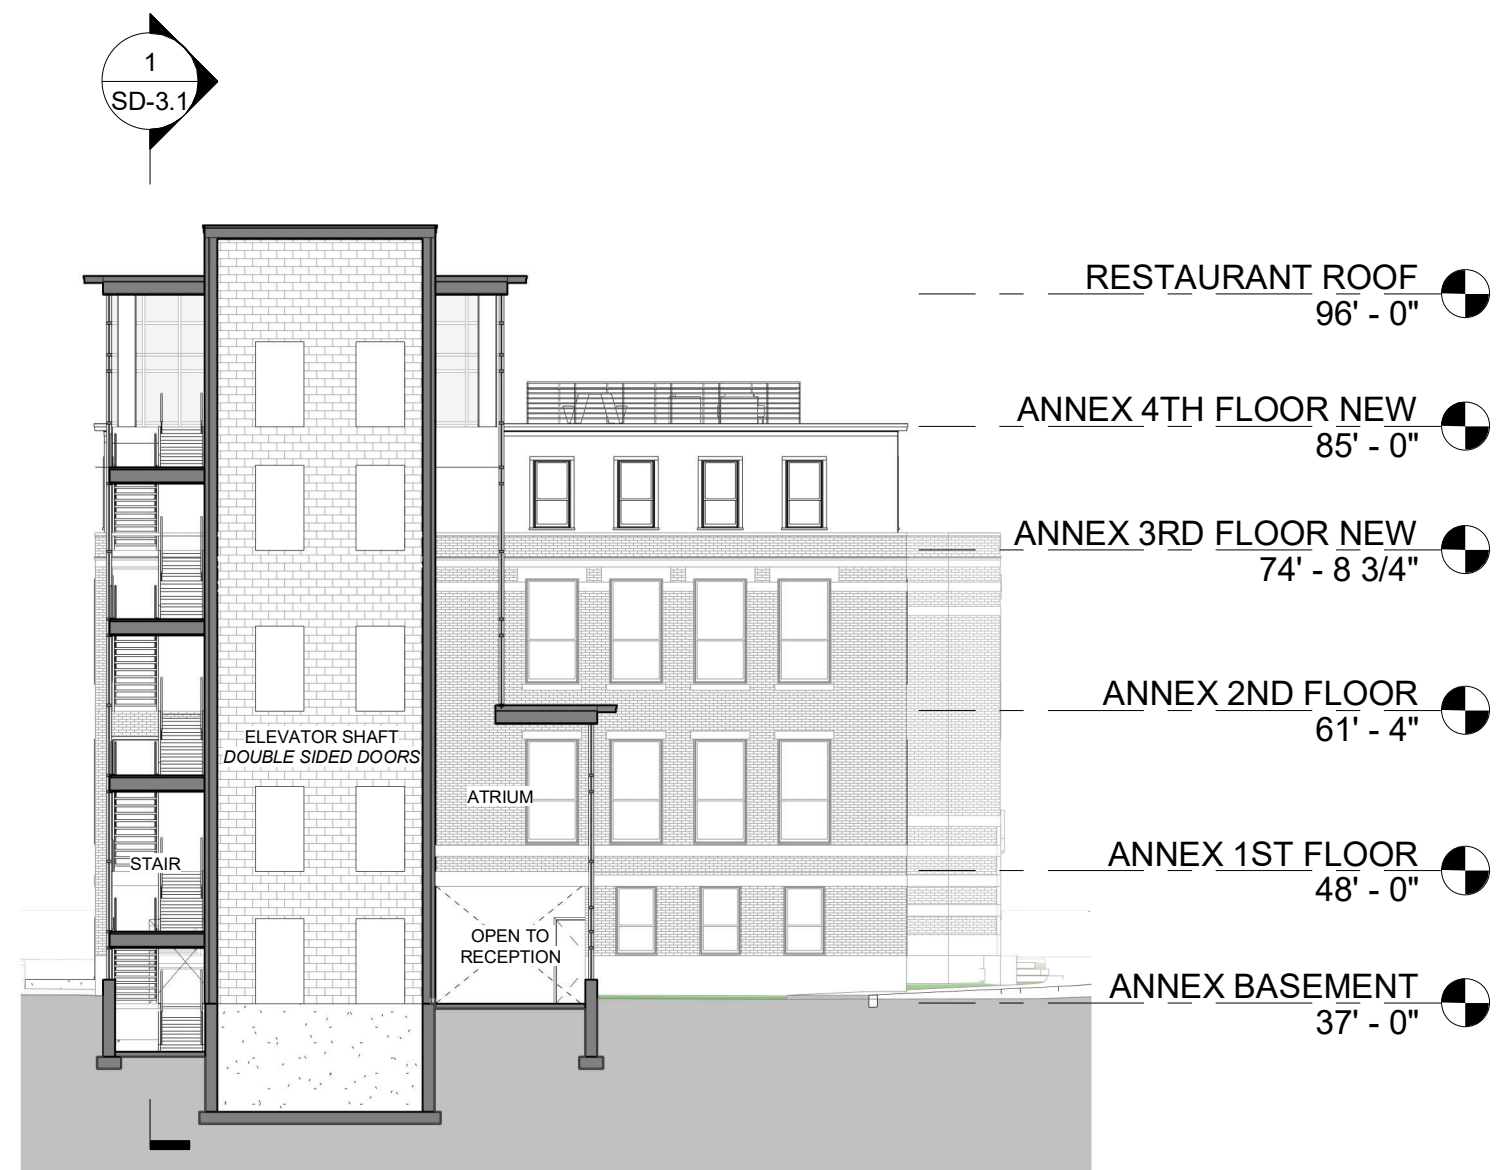 1
SD-3.1
RESTAURANT ROOF
96' - 0"
ANNEX 4TH FLOOR NEW
85' - 0"
ANNEX 3RD FLOOR NEW
74' - 8 3/4"
ANNEX 2ND FLOOR
61' - 4"
ELEVATOR SHAFT
DOUBLE SIDED DOORS
ATRIUM
STAIR
ANNEX 1ST FLOOR
48' - 0"
OPEN TO
RECEPTION
ANNEX BASEMENT
37' - 0"